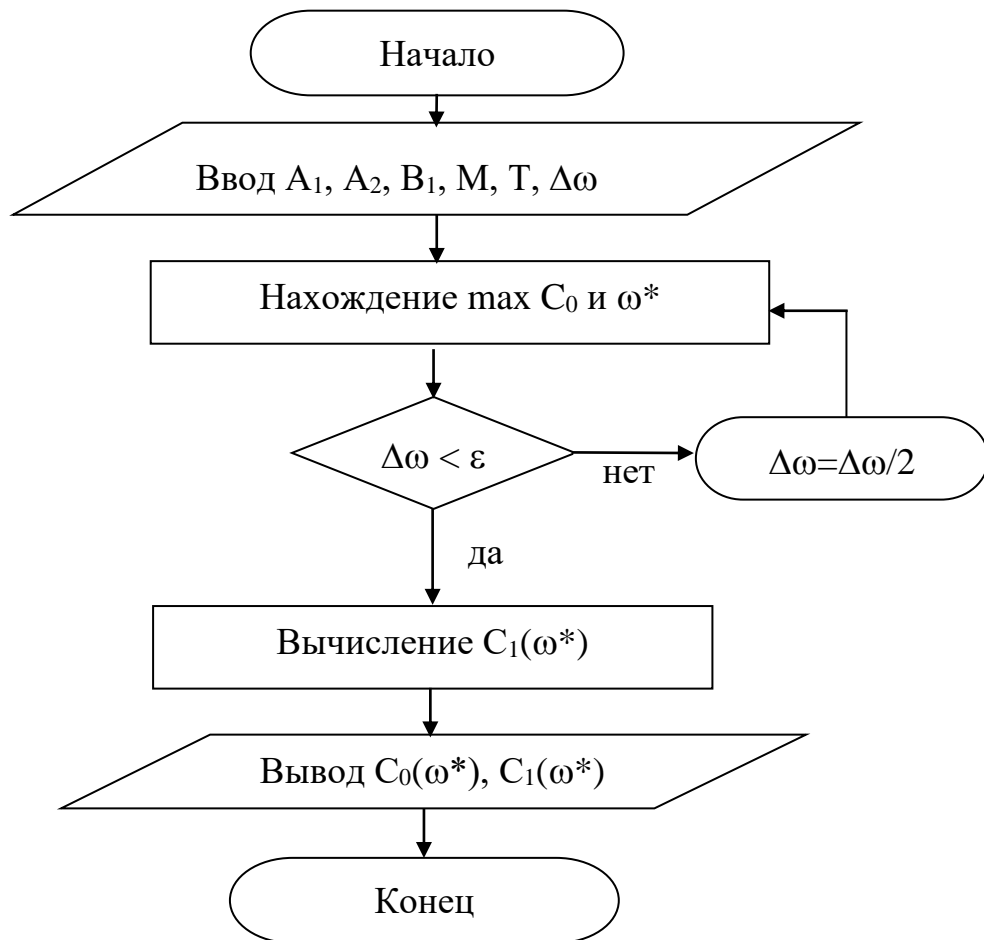 Начало
Ввод A₁, A₂, B₁, M, T, Δω
Нахождение max C₀ и ω*
Δω < ε
нет
Δω=Δω/2
да
Вычисление C₁(ω*)
Вывод C₀(ω*), C₁(ω*)
Конец